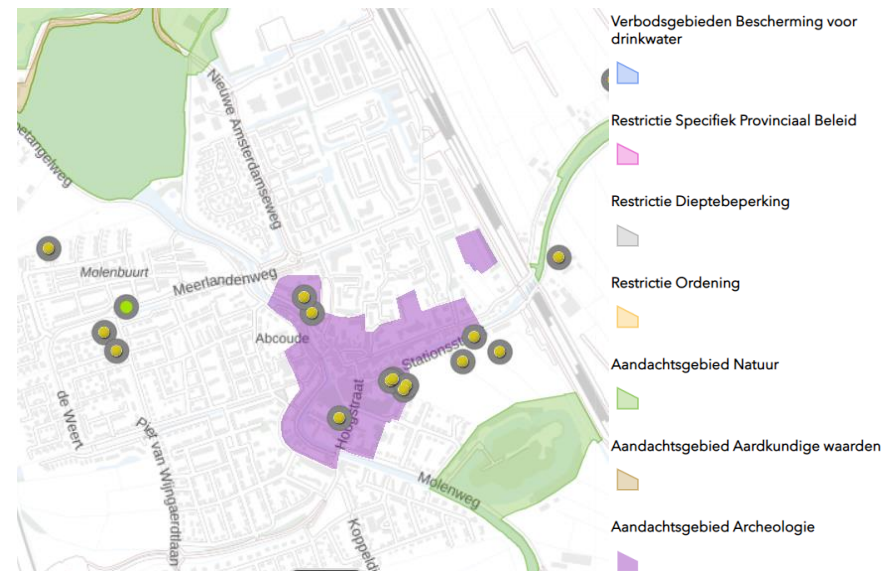 Nieuwe Amsterdamseweg
Molenbuurt
Meerlandenweg
Abcoude
de Weert
Piet van Wijngaerdtlaan
Hoogstraat
Molenweg
Verbodsgebieden Bescherming voor
drinkwater
Restrictie Specifiek Provinciaal Beleid
Restrictie Dieptebeperking
Restrictie Ordening
Aandachtsgebied Natuur
Aandachtsgebied Aardkundige waarden
Aandachtsgebied Archeologie